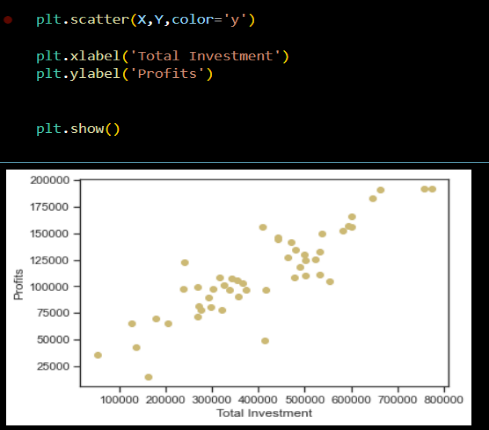 plt.scatter(X,Y,color='y')
plt.xlabel('Total Investment')
plt.ylabel('Profits')
plt.show()
200000
175000
150000
125000
100000
75000
50000
25000
Profits
100000 200000 300000 400000 500000 600000 700000 800000
Total Investment